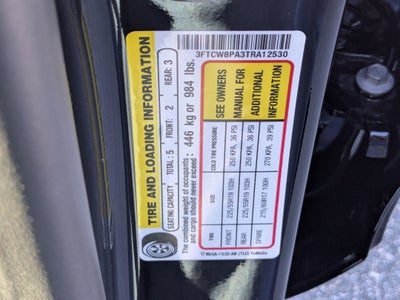 3FTCW8PA3TRA12530
TIRE AND LOADING INFORMATION
SEATING CAPACITY TOTAL: 5 FRONT: 2 REAR: 3
The combined weight of occupants
and cargo should never exceed: 446 kg or 984 lbs.
TIRE COLD TIRE PRESSURE SEE OWNERS
FRONT 225/55R19 103H 250 KPA, 36 PSI MANUAL FOR
REAR 225/55R19 103H 250 KPA, 36 PSI ADDITIONAL
SPARE 270 KPA, 39 PSI INFORMATION